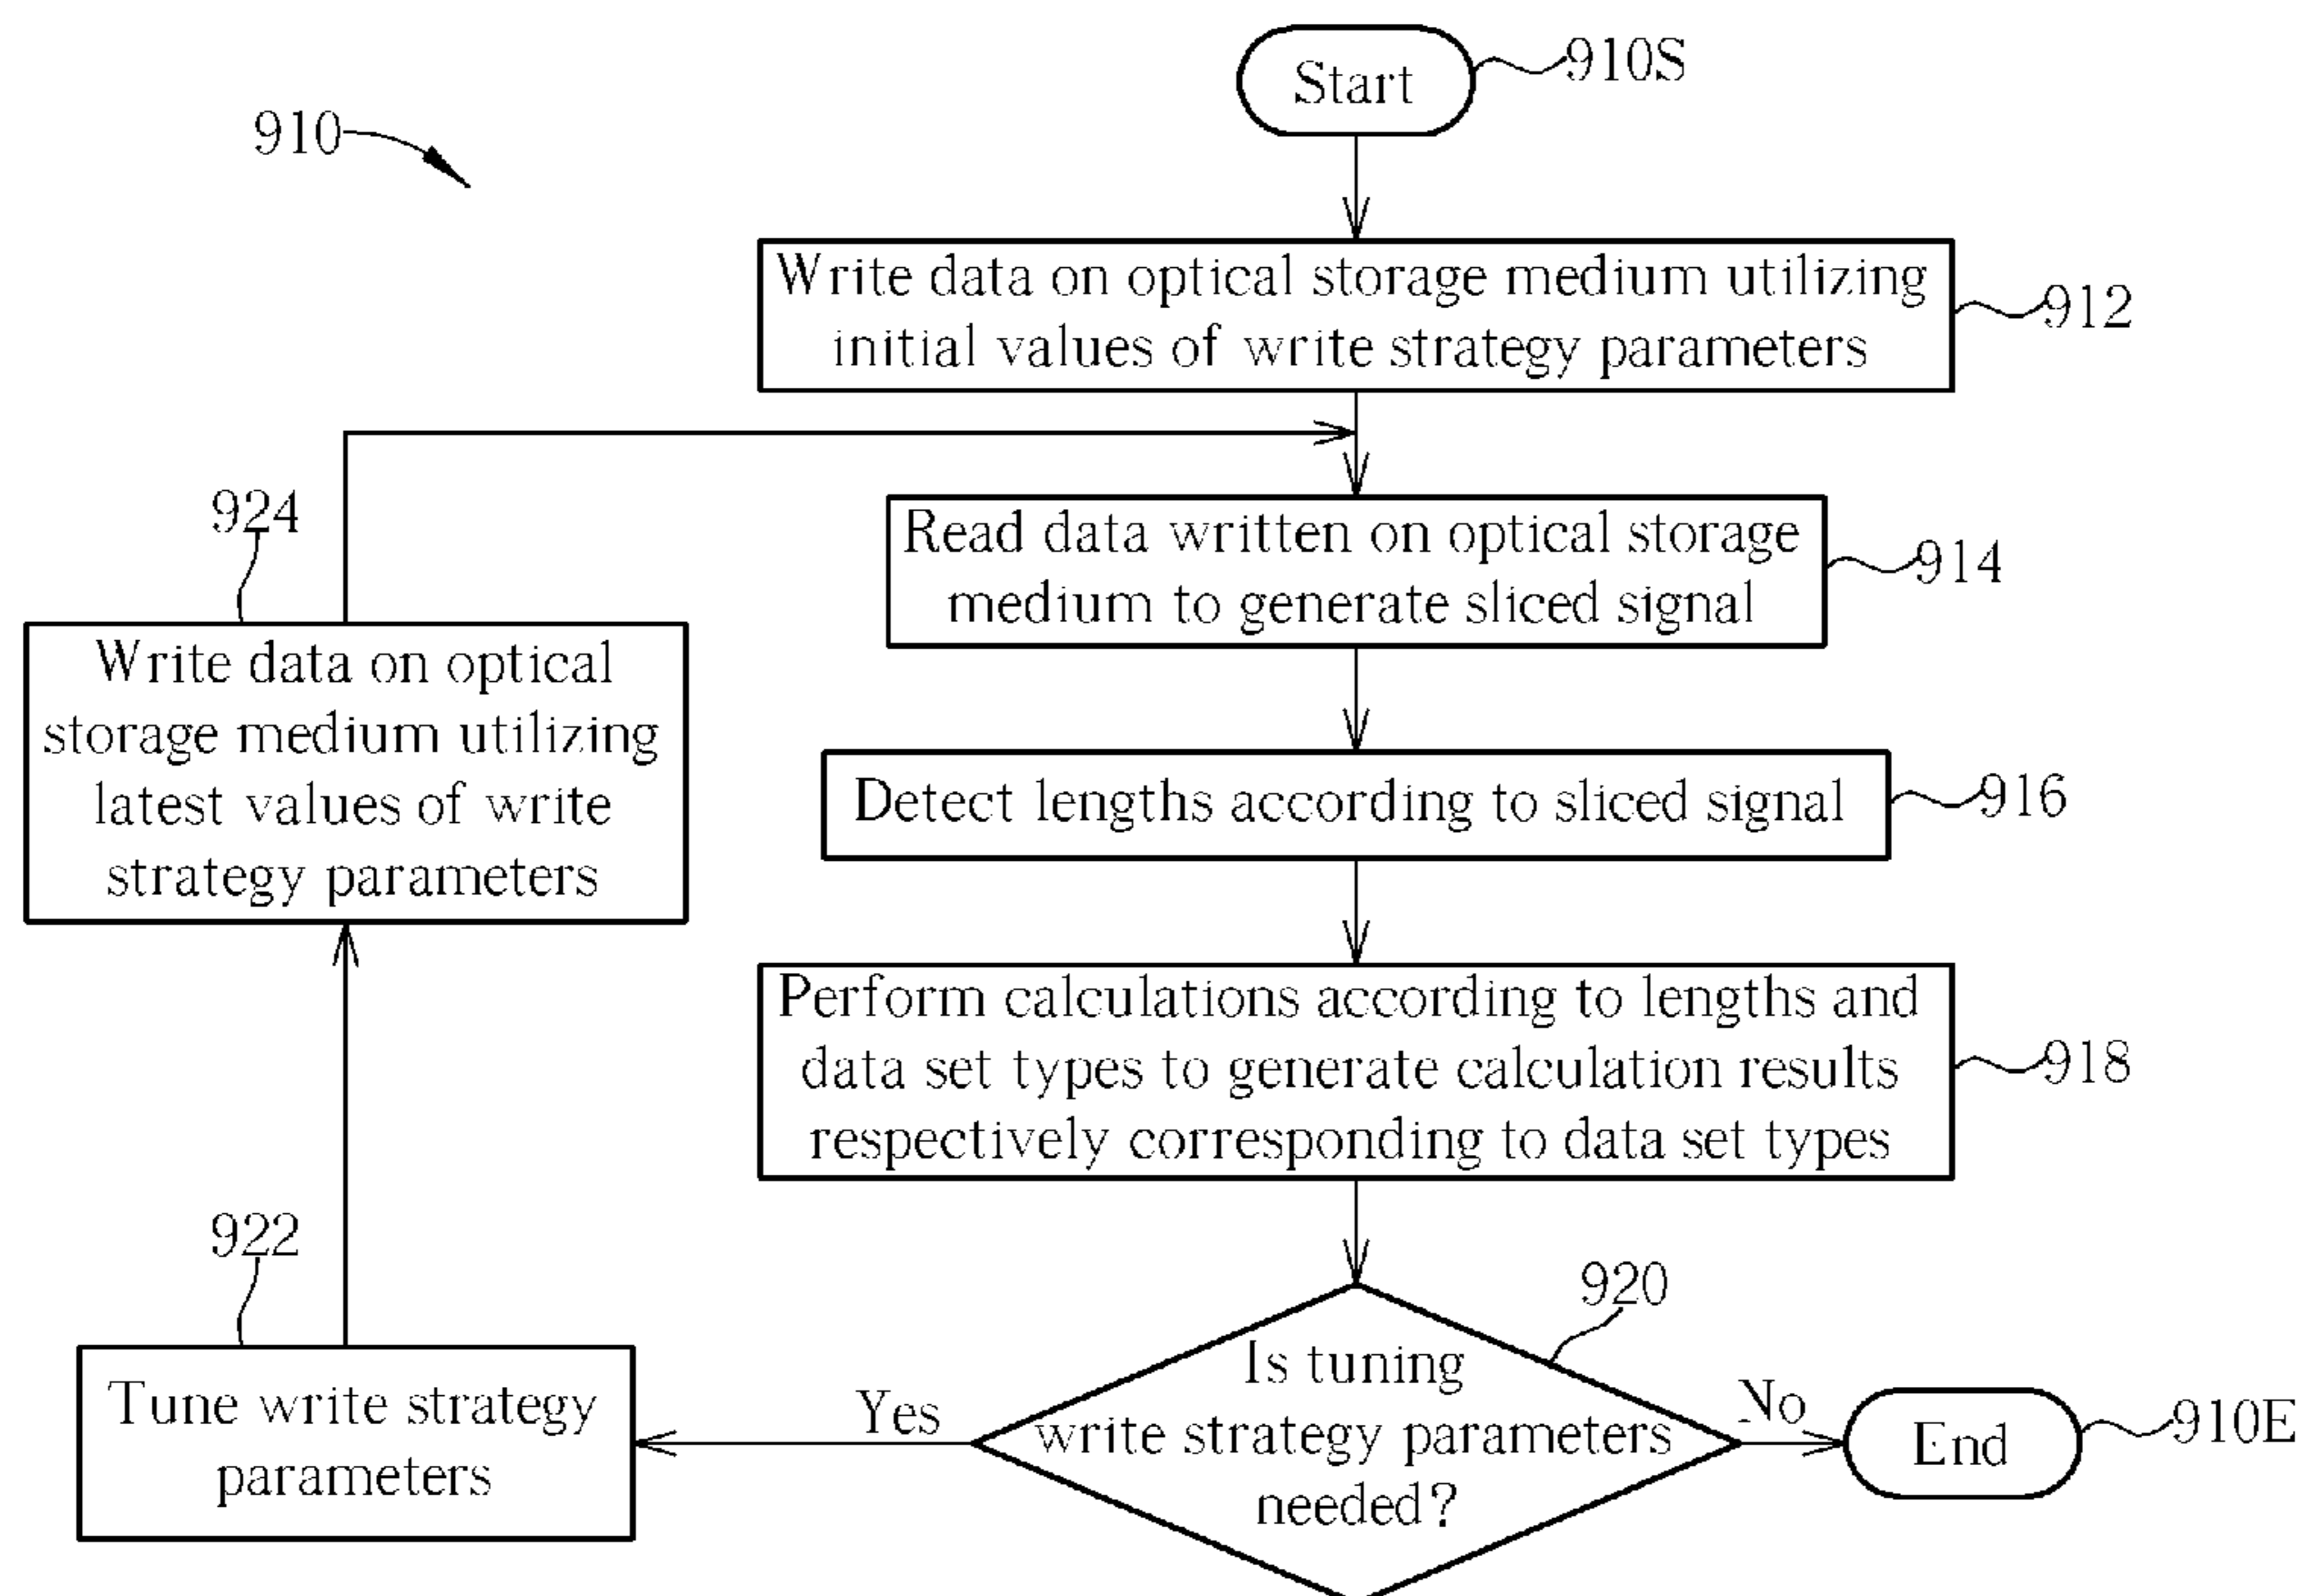 Start
910S
910
Write data on optical storage medium utilizing
initial values of write strategy parameters
912
Read data written on optical storage
medium to generate sliced signal
914
924
Write data on optical
storage medium utilizing
latest values of write
strategy parameters
Detect lengths according to sliced signal
916
Perform calculations according to lengths and
data set types to generate calculation results
respectively corresponding to data set types
918
922
Tune write strategy
parameters
Yes
920
Is tuning
write strategy parameters
needed?
No
End
910E